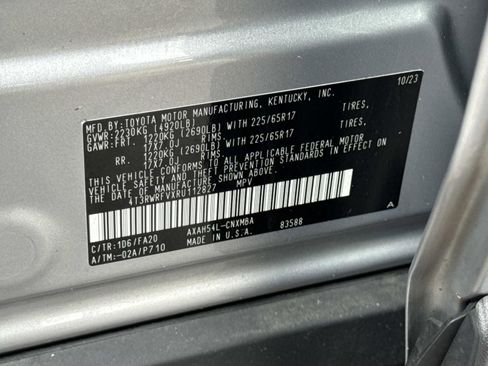 MFD.BY:TOYOTA MOTOR MANUFACTURING, KENTUCKY, INC. 10/23
GVWR:2230KG (4920LB)
GAWR:FRT. 1220KG (2690LB) WITH 225/65R17 TIRES,
17X7.0J RIMS.
RR. 1220KG (2690LB) WITH 225/65R17 TIRES,
17X7.0J RIMS.
THIS VEHICLE CONFORMS TO ALL APPLICABLE FEDERAL MOTOR
VEHICLE SAFETY STANDARDS IN EFFECT ON
THE DATE OF MANUFACTURE SHOWN ABOVE.
4T3RWRFVXRU112827 MPV
A
C/TR:1D6/FA20 AXAH54L-CNXMBA 83588
A/TM:-02A/P710 MADE IN U.S.A.